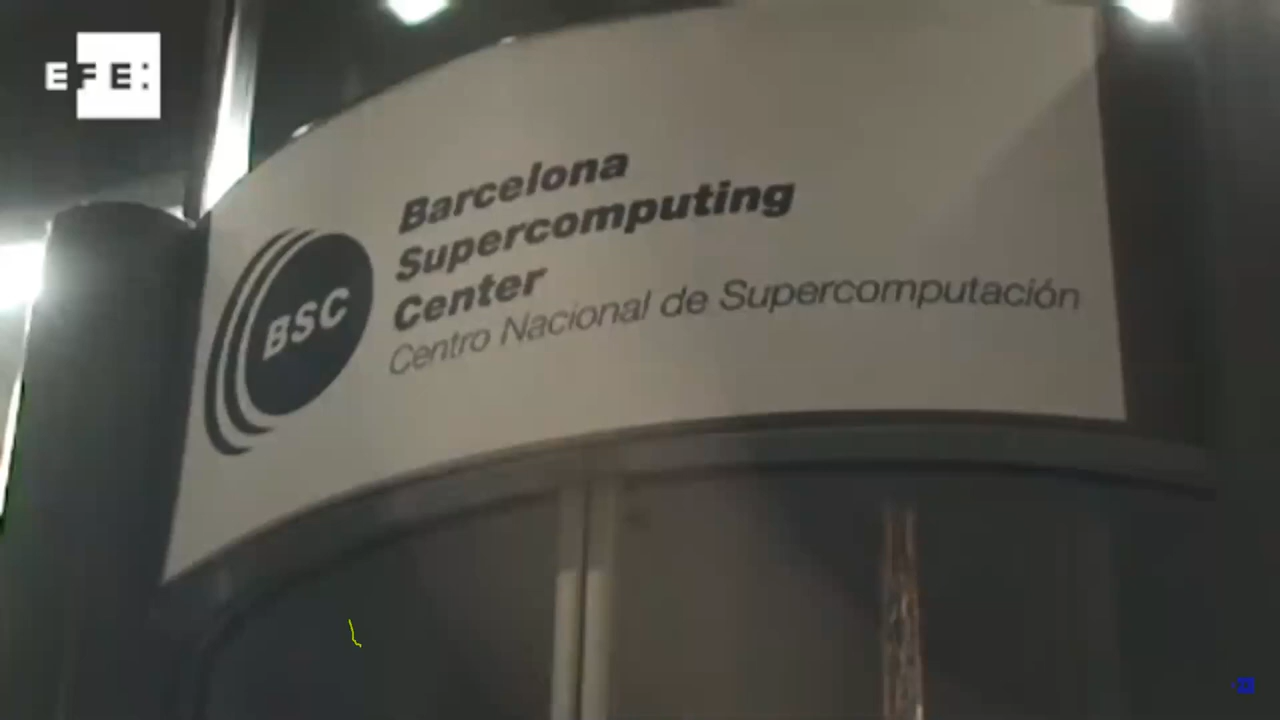 EFE:
Barcelona
Supercomputing
Center
Centro Nacional de Supercomputación
BSC